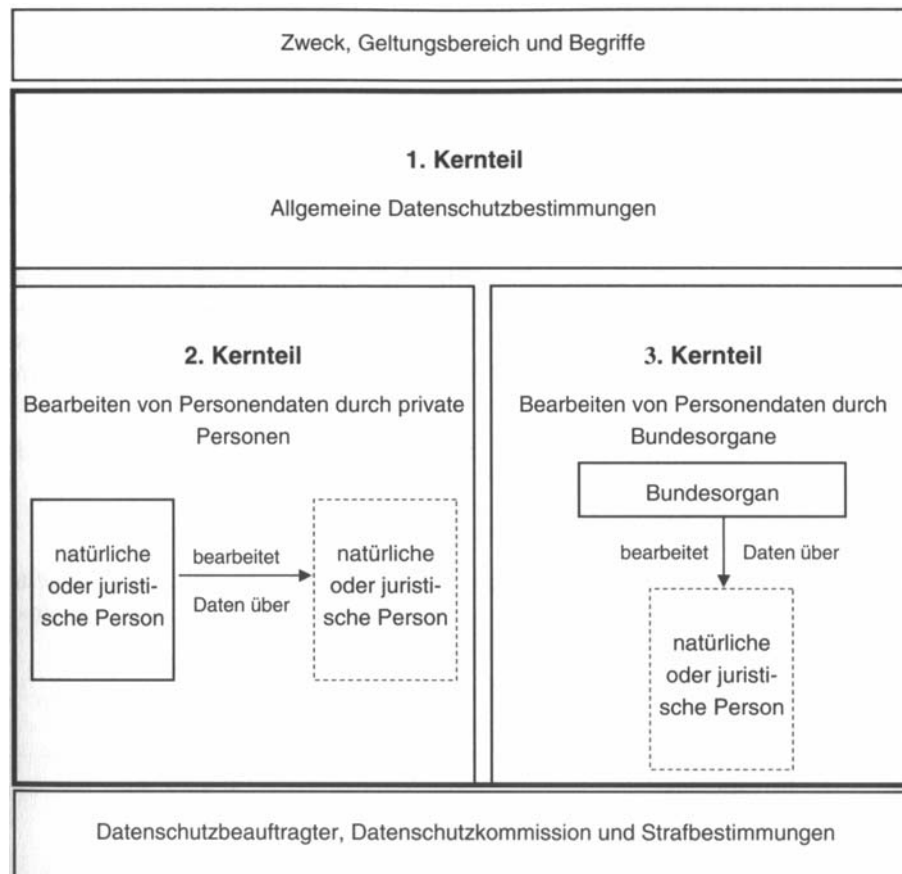 Zweck, Geltungsbereich und Begriffe
1. Kernteil
Allgemeine Datenschutzbestimmungen
2. Kernteil
Bearbeiten von Personendaten durch private
Personen
natürliche
oder juristi-
sche Person
bearbeitet
Daten über
natürliche
oder juristi-
sche Person
3. Kernteil
Bearbeiten von Personendaten durch
Bundesorgane
Bundesorgan
bearbeitet Daten über
natürliche
oder juristi-
sche Person
Datenschutzbeauftragter, Datenschutzkommission und Strafbestimmungen